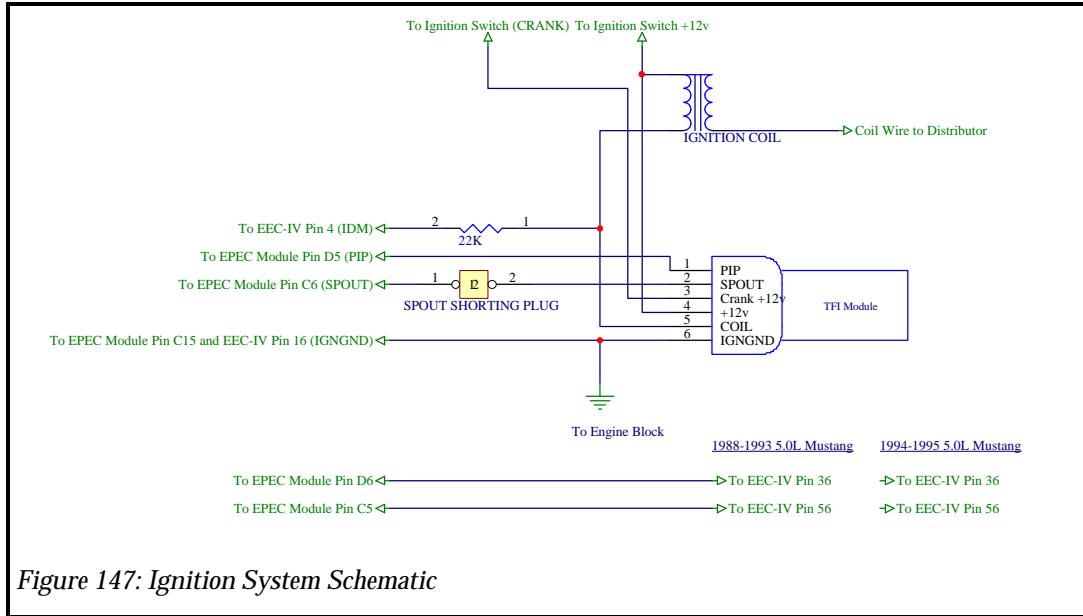 To Ignition Switch (CRANK) To Ignition Switch +12v
IGNITION COIL
Coil Wire to Distributor
To EEC-IV Pin 4 (IDM)
2
1
22K
To EPEC Module Pin D5 (PIP)
To EPEC Module Pin C6 (SPOUT)
1
I2
2
SPOUT SHORTING PLUG
1 PIP
2 SPOUT
3 Crank +12v
4 +12v
5 COIL
6 IGNGND
TFI Module
To EPEC Module Pin C15 and EEC-IV Pin 16 (IGNGND)
To Engine Block
1988-1993 5.0L Mustang 1994-1995 5.0L Mustang
To EPEC Module Pin D6 To EEC-IV Pin 36 To EEC-IV Pin 36
To EPEC Module Pin C5 To EEC-IV Pin 56 To EEC-IV Pin 56
Figure 147: Ignition System Schematic